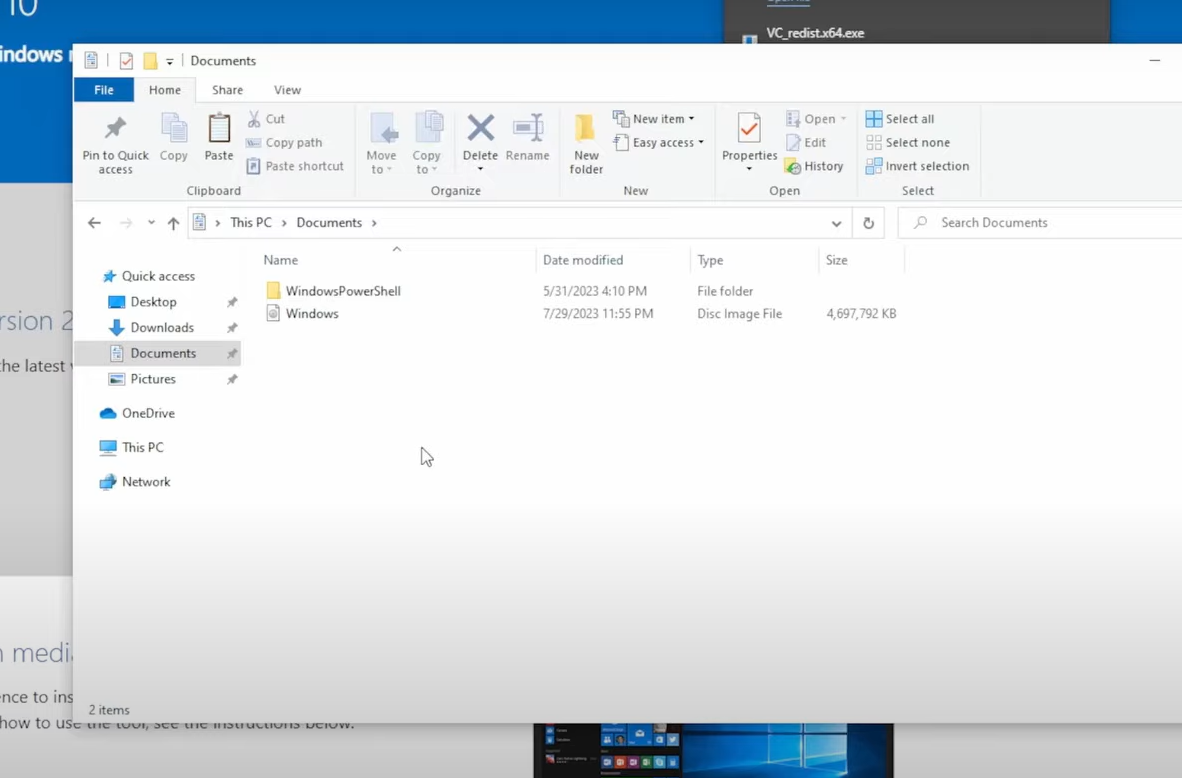 10
VC_redist.x64.exe
Documents
File
Home
Share
View
Pin to Quick access
Copy
Paste
Cut
Copy path
Paste shortcut
Clipboard
Move to
Copy to
Delete
Rename
Organize
New folder
New item
Easy access
New
Properties
Open
Edit
History
Open
Select all
Select none
Invert selection
Select
This PC
Documents
Search Documents
Name
Date modified
Type
Size
WindowsPowerShell
5/31/2023 4:10 PM
File folder
Windows
7/29/2023 11:55 PM
Disc Image File
4,697,792 KB
Quick access
Desktop
Downloads
Documents
Pictures
OneDrive
This PC
Network
2 items
rsion 2
the latest
n media
ence to ins
how to use the tool, see the instructions below.